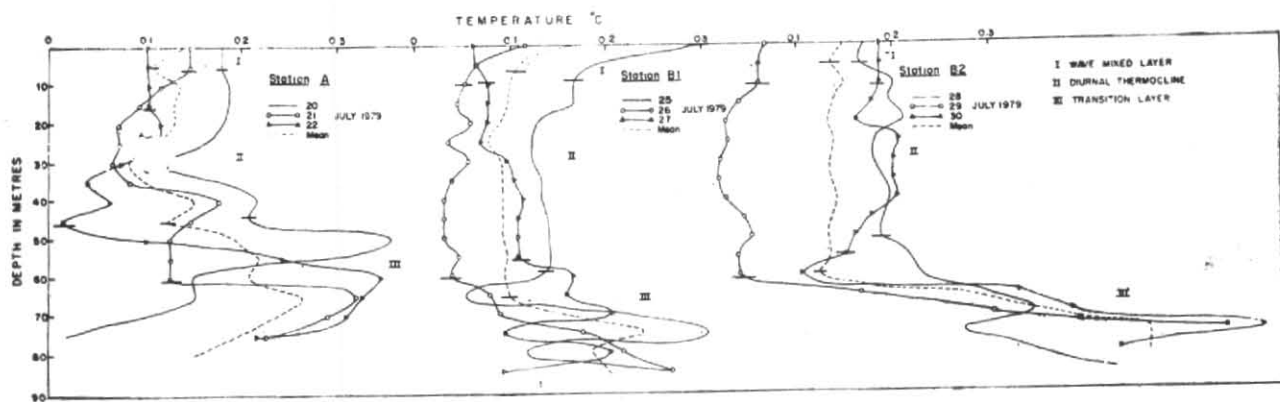 TEMPERATURE °C
0 0.1 0.2 0.3 0 0.1 0.2 0.3 0.1 0.2 0.3
DEPTH IN METRES
0
10
20
30
40
50
60
70
80
90
Station A
20
21 JULY 1979
22
Mean
I
II
III
Station B1
25
26 JULY 1979
27
Mean
I
II
III
Station B2
28
29 JULY 1979
30
Mean
I
II
III
I WAVE MIXED LAYER
II DIURNAL THERMOCLINE
III TRANSITION LAYER